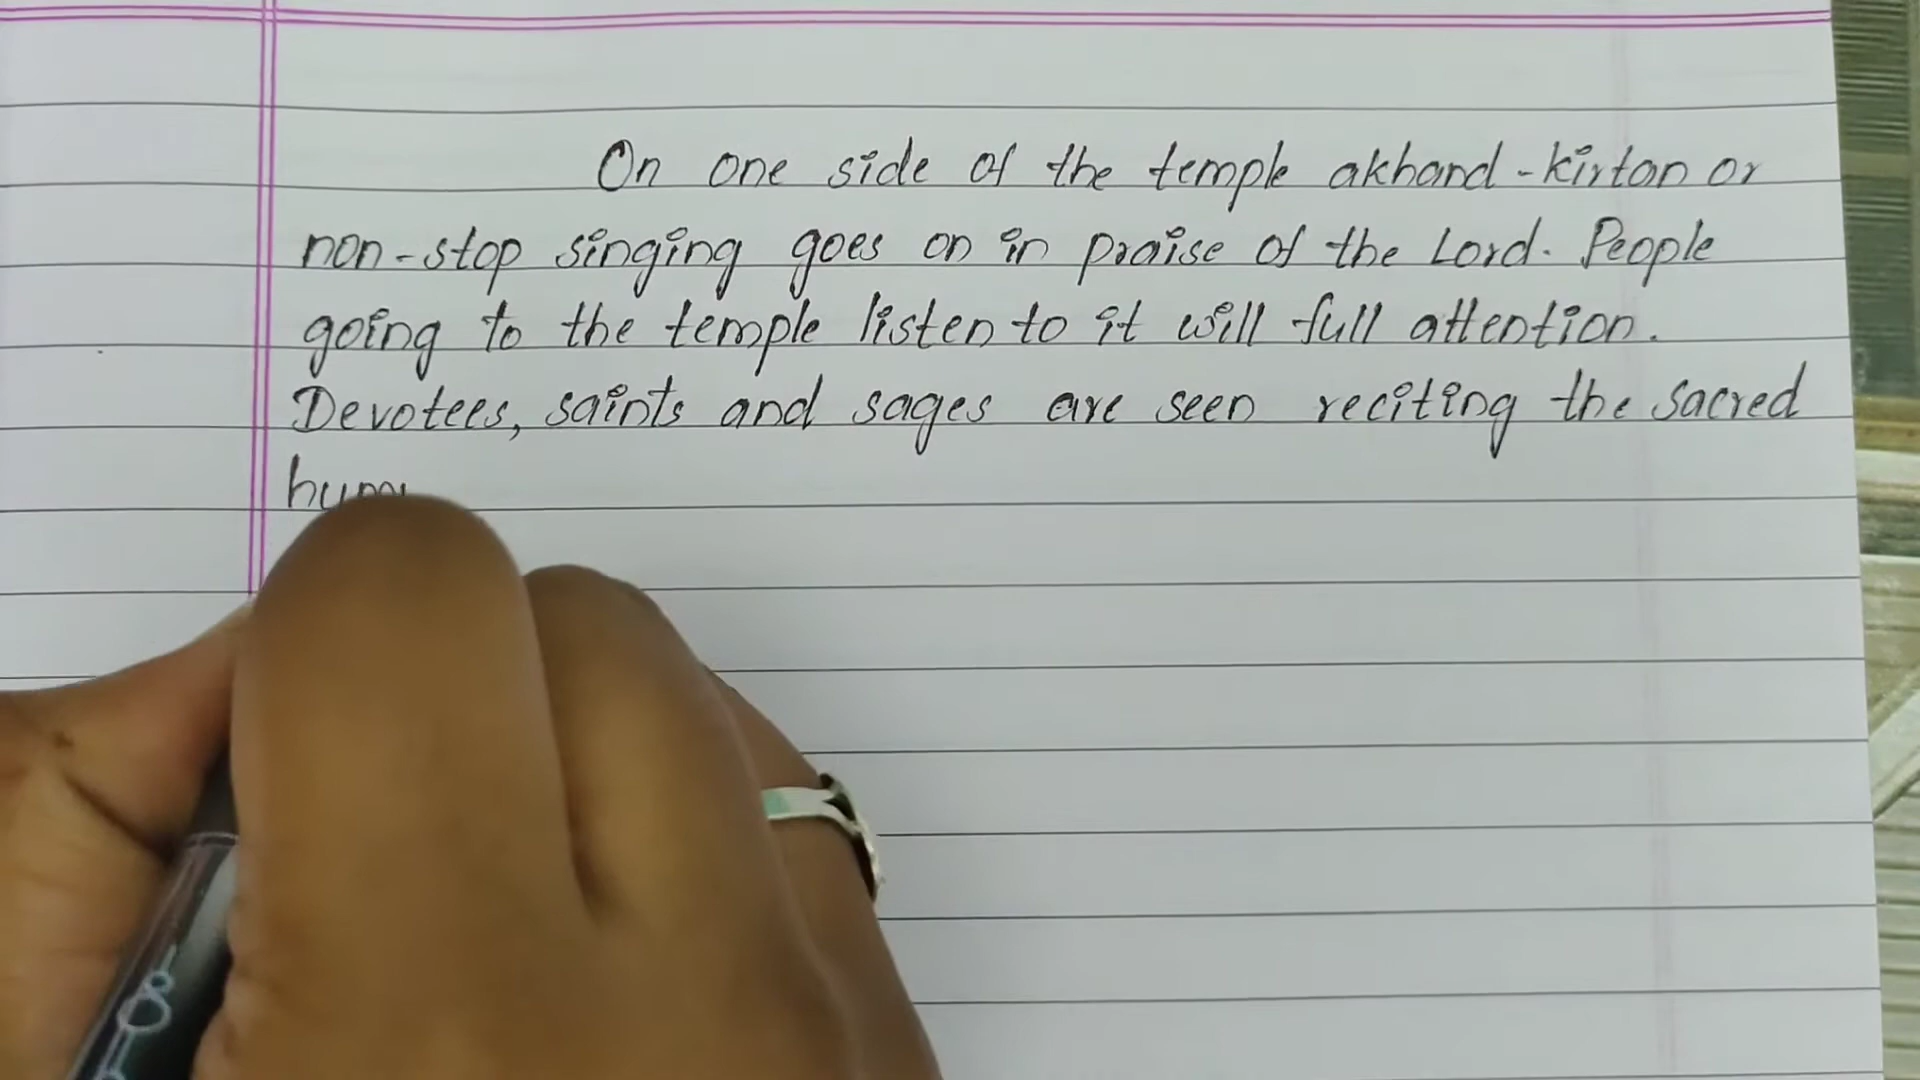 On one side of the temple akhand-kirtan or
non-stop singing goes on in praise of the Lord. People
going to the temple listen to it will full attention.
Devotees, saints and sages are seen reciting the sacred